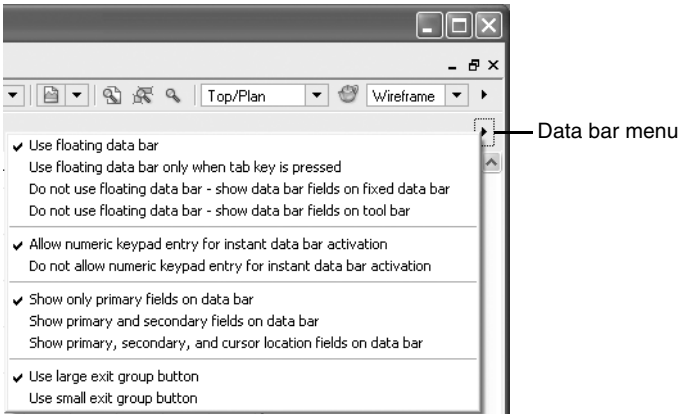 Top/Plan
Wireframe
Data bar menu
Use floating data bar
Use floating data bar only when tab key is pressed
Do not use floating data bar - show data bar fields on fixed data bar
Do not use floating data bar - show data bar fields on tool bar
Allow numeric keypad entry for instant data bar activation
Do not allow numeric keypad entry for instant data bar activation
Show only primary fields on data bar
Show primary and secondary fields on data bar
Show primary, secondary, and cursor location fields on data bar
Use large exit group button
Use small exit group button